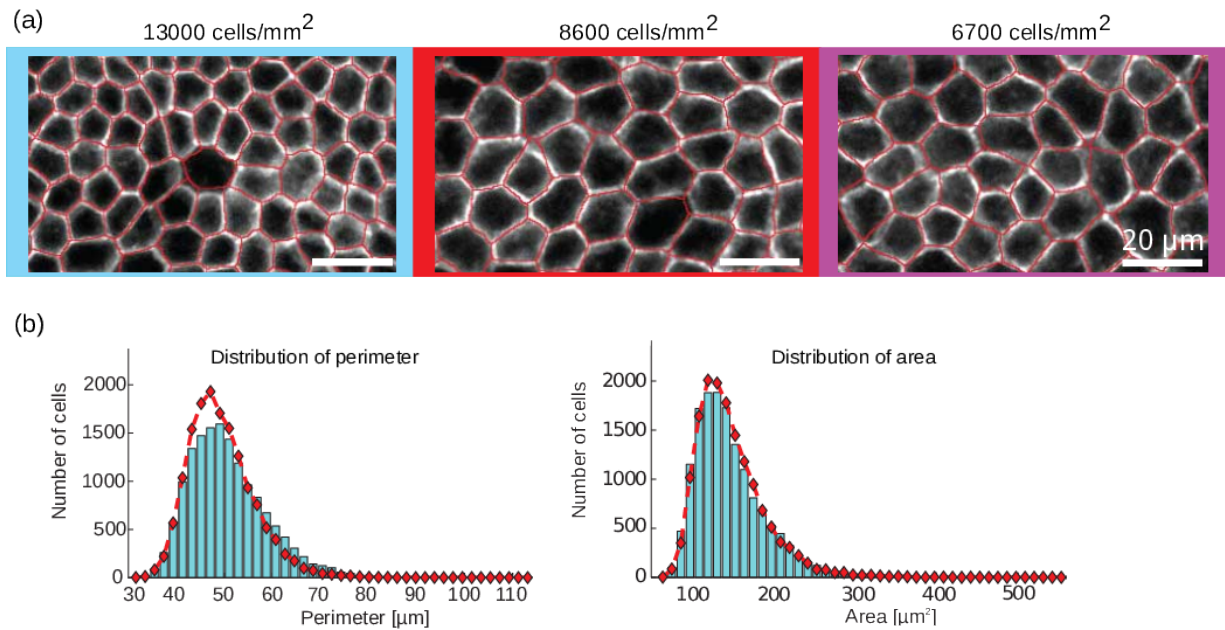 (a)
13000 cells/mm²
8600 cells/mm²
6700 cells/mm²
20 µm
(b)
Distribution of perimeter
Number of cells
2000
1500
1000
500
0
30 40 50 60 70 80 90 100 110
Perimeter [µm]
Distribution of area
Number of cells
2000
1500
1000
500
0
100 200 300 400 500
Area [µm²]